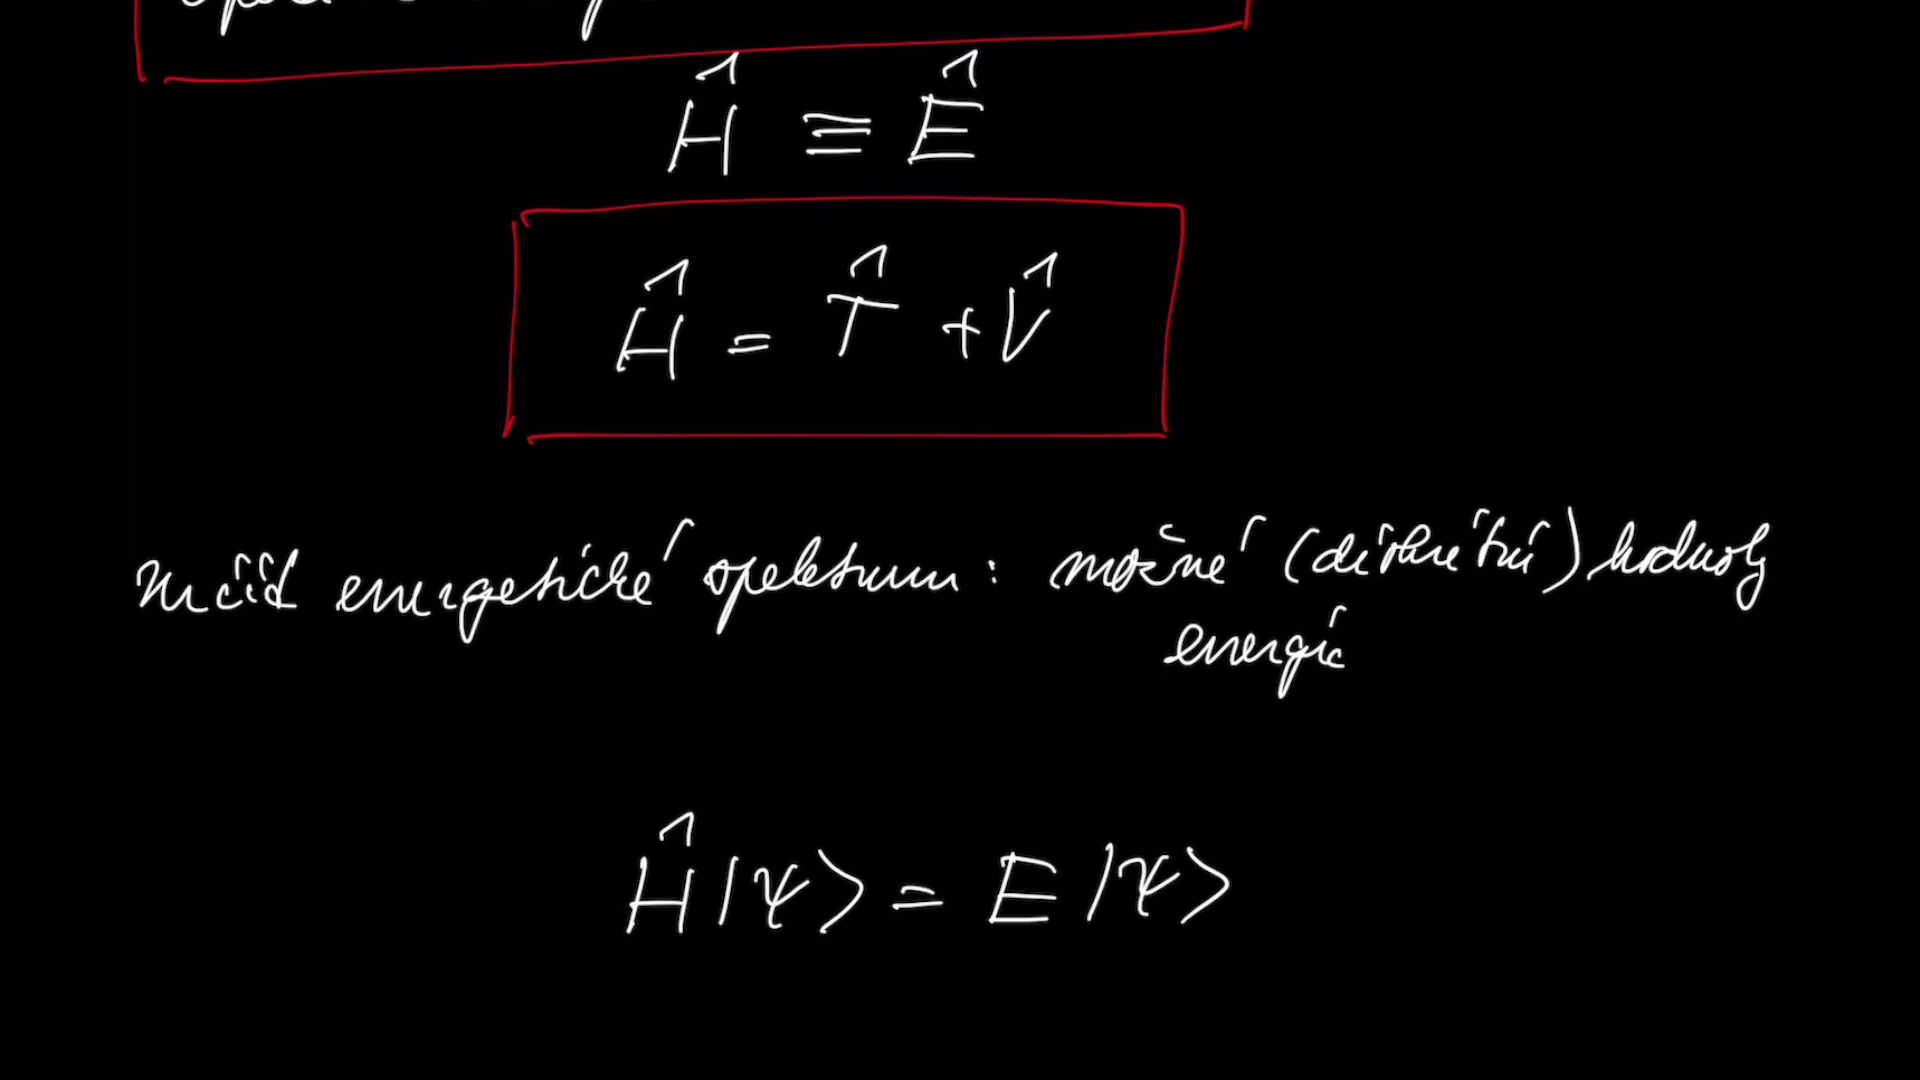 Ĥ ≡ Ê
Ĥ = T̂ + V̂
určit energetické spektrum: možné (diskrétní) hodnoty
energie
Ĥ|ψ⟩ = E|ψ⟩